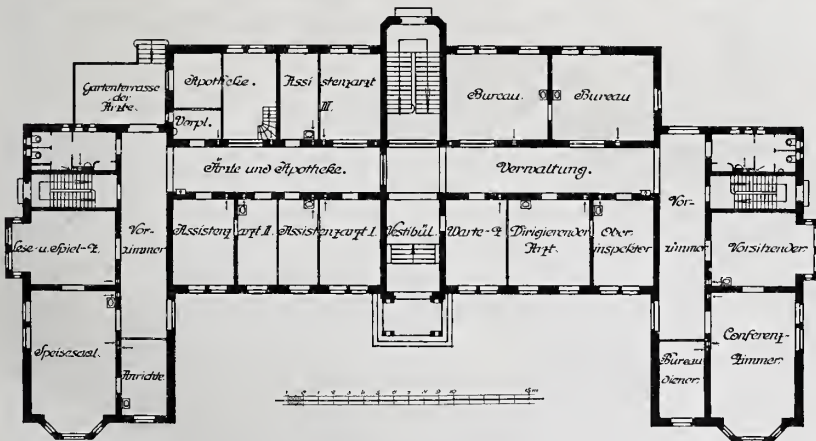 Gartenterrasse
der
Ärzte.
Apotheke.
Vorpl.
Assistenzarzt
III.
Bureau.
Bureau
Ärzte und Apotheke.
Verwaltung.
Lese- u. Spiel-Z.
Vor-
zimmer
Assistenzarzt II.
Assistenzarzt I.
Vestibül.
Warte-Z.
Dirigierender
Arzt.
Ober-
inspektor
Vor-
zimmer
Vorsitzender.
Speisesaal.
Anrichte
Bureau
diener.
Conferenz-
Zimmer.